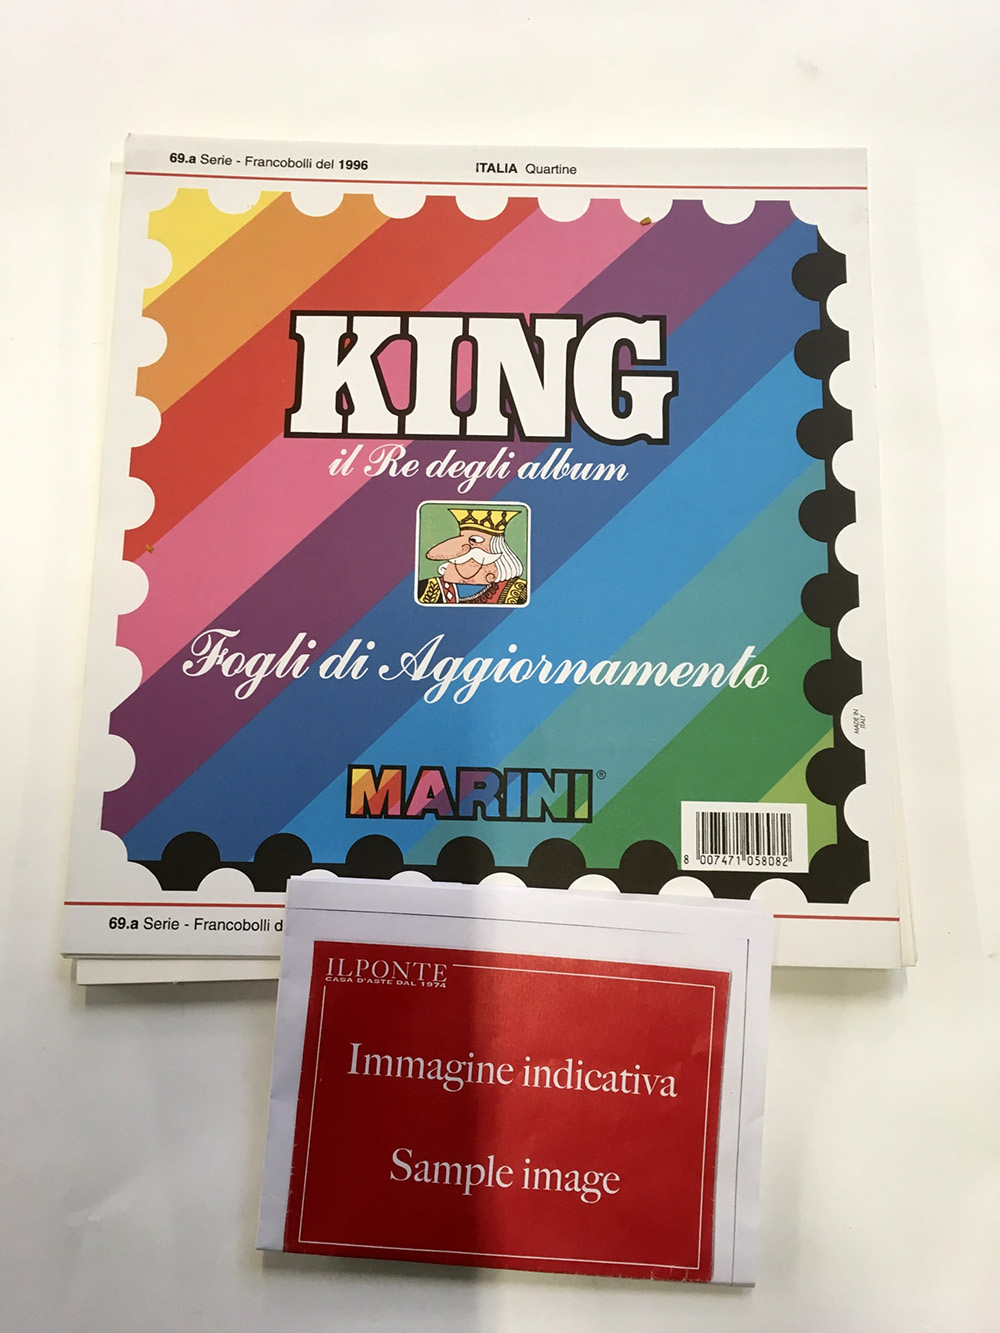 69.a Serie - Francobolli del 1996
ITALIA Quartine
KING
il Re degli album
Fogli di Aggiornamento
MADE IN
ITALY
MARINI®
8 007471 058082
69.a Serie - Francobolli d
ILPONTE
CASA D'ASTE DAL 1974
Immagine indicativa
Sample image